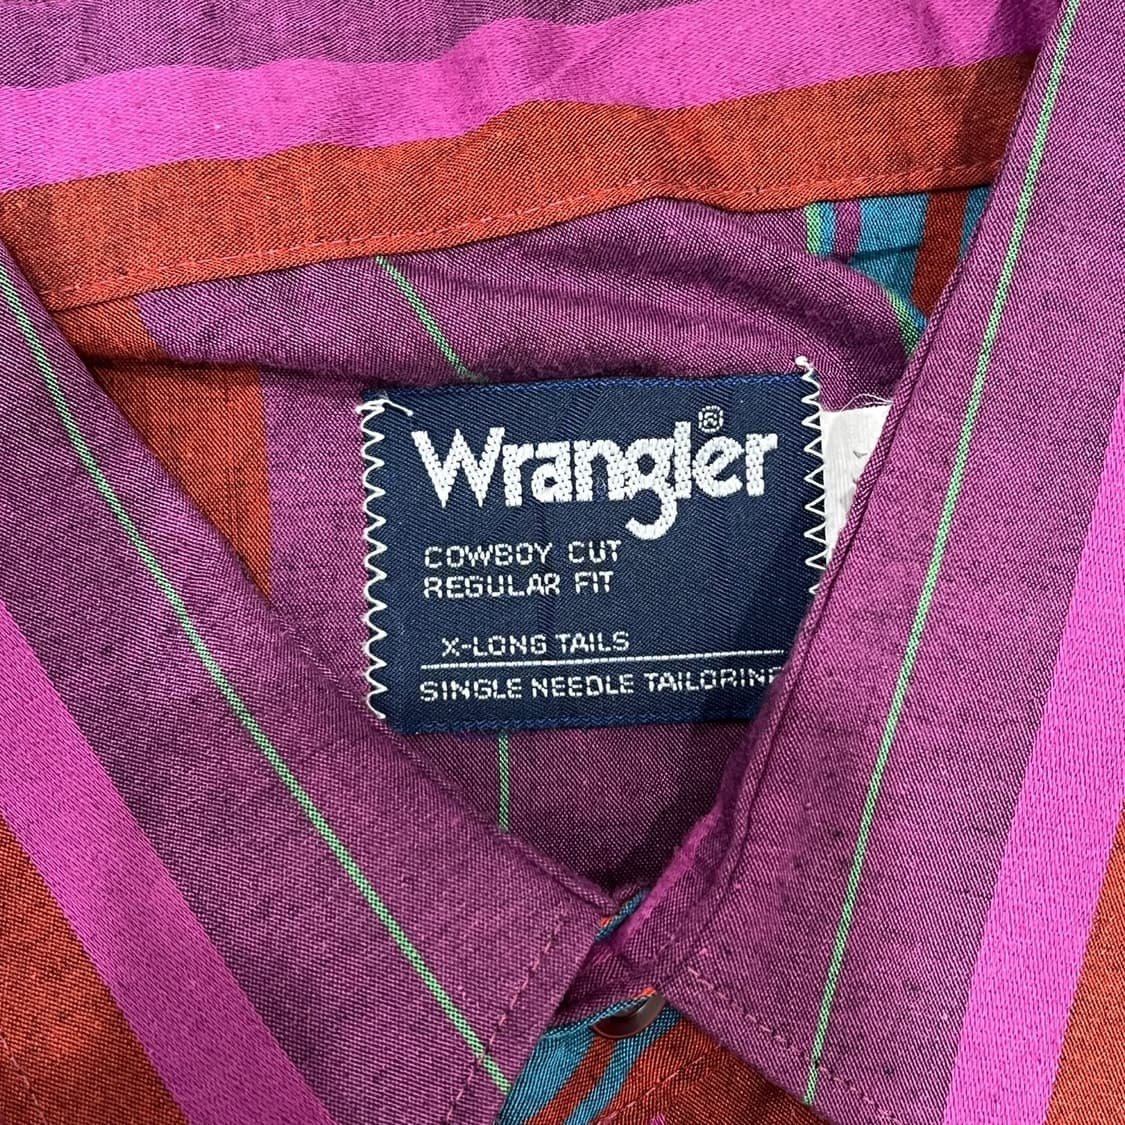 Wrangler®
COWBOY CUT
REGULAR FIT
X-LONG TAILS
SINGLE NEEDLE TAILORING